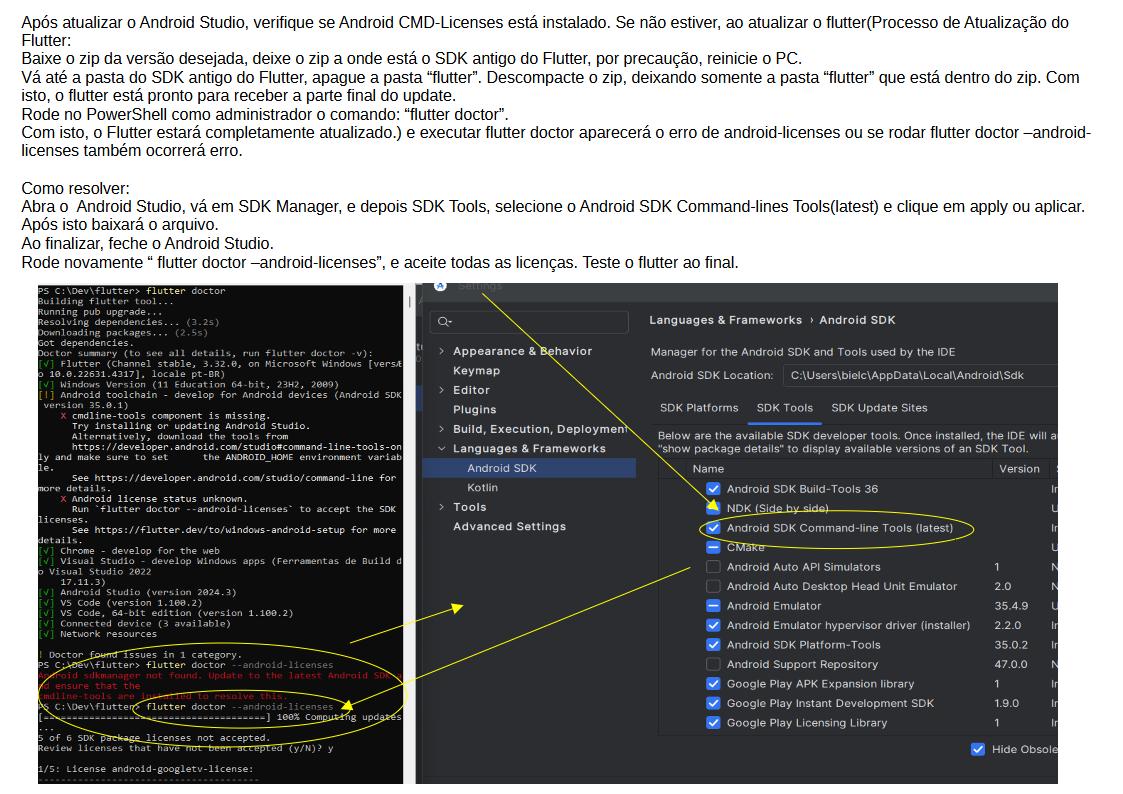 Após atualizar o Android Studio, verifique se Android CMD-Licenses está instalado. Se não estiver, ao atualizar o flutter(Processo de Atualização do
Flutter:
Baixe o zip da versão desejada, deixe o zip a onde está o SDK antigo do Flutter, por precaução, reinicie o PC.
Vá até a pasta do SDK antigo do Flutter, apague a pasta “flutter”. Descompacte o zip, deixando somente a pasta “flutter” que está dentro do zip. Com
isto, o flutter está pronto para receber a parte final do update.
Rode no PowerShell como administrador o comando: “flutter doctor”.
Com isto, o Flutter estará completamente atualizado.) e executar flutter doctor aparecerá o erro de android-licenses ou se rodar flutter doctor –android-
licenses também ocorrerá erro.
Como resolver:
Abra o  Android Studio, vá em SDK Manager, e depois SDK Tools, selecione o Android SDK Command-lines Tools(latest) e clique em apply ou aplicar.
Após isto baixará o arquivo.
Ao finalizar, feche o Android Studio.
Rode novamente “ flutter doctor –android-licenses”, e aceite todas as licenças. Teste o flutter ao final.
PS C:\Dev\flutter> flutter doctor
Building flutter tool...
Running pub upgrade...
Resolving dependencies... (3.2s)
Downloading packages... (2.5s)
Got dependencies.
Doctor summary (to see all details, run flutter doctor -v):
[√] Flutter (Channel stable, 3.32.0, on Microsoft Windows [versÆ
o 10.0.22631.4317], locale pt-BR)
[√] Windows Version (11 Education 64-bit, 23H2, 2009)
[!] Android toolchain - develop for Android devices (Android SDK
version 35.0.1)
X cmdline-tools component is missing.
Try installing or updating Android Studio.
Alternatively, download the tools from
https://developer.android.com/studio#command-line-tools-on
ly and make sure to set      the ANDROID_HOME environment variab
le.
See https://developer.android.com/studio/command-line for
more details.
X Android license status unknown.
Run `flutter doctor --android-licenses` to accept the SDK
licenses.
See https://flutter.dev/to/windows-android-setup for more
details.
[√] Chrome - develop for the web
[√] Visual Studio - develop Windows apps (Ferramentas de Build d
o Visual Studio 2022
17.11.3)
[√] Android Studio (version 2024.3)
[√] VS Code (version 1.100.2)
[√] VS Code, 64-bit edition (version 1.100.2)
[√] Connected device (3 available)
[√] Network resources
! Doctor found issues in 1 category.
PS C:\Dev\flutter> flutter doctor --android-licenses
Android sdkmanager not found. Update to the latest Android SDK a
nd ensure that the
cmdline-tools are installed to resolve this.
PS C:\Dev\flutter> flutter doctor --android-licenses
[=======================================] 100% Computing updates
...
5 of 6 SDK package licenses not accepted.
Review licenses that have not been accepted (y/N)? y
1/5: License android-googletv-license:
---------------------------------------
Settings
Appearance & Behavior
Keymap
Editor
Plugins
Build, Execution, Deploymen
Languages & Frameworks
Android SDK
Kotlin
Tools
Advanced Settings
Languages & Frameworks › Android SDK
Manager for the Android SDK and Tools used by the IDE
Android SDK Location: C:\Users\bielc\AppData\Local\Android\Sdk
SDK Platforms SDK Tools SDK Update Sites
Below are the available SDK developer tools. Once installed, the IDE will au
"show package details" to display available versions of an SDK Tool.
Name Version
Android SDK Build-Tools 36 In
NDK (Side by side) U
Android SDK Command-line Tools (latest) In
CMake U
Android Auto API Simulators 1 N
Android Auto Desktop Head Unit Emulator 2.0 N
Android Emulator 35.4.9 U
Android Emulator hypervisor driver (installer) 2.2.0 In
Android SDK Platform-Tools 35.0.2 In
Android Support Repository 47.0.0 N
Google Play APK Expansion library 1 In
Google Play Instant Development SDK 1.9.0 In
Google Play Licensing Library 1 In
Hide Obsole